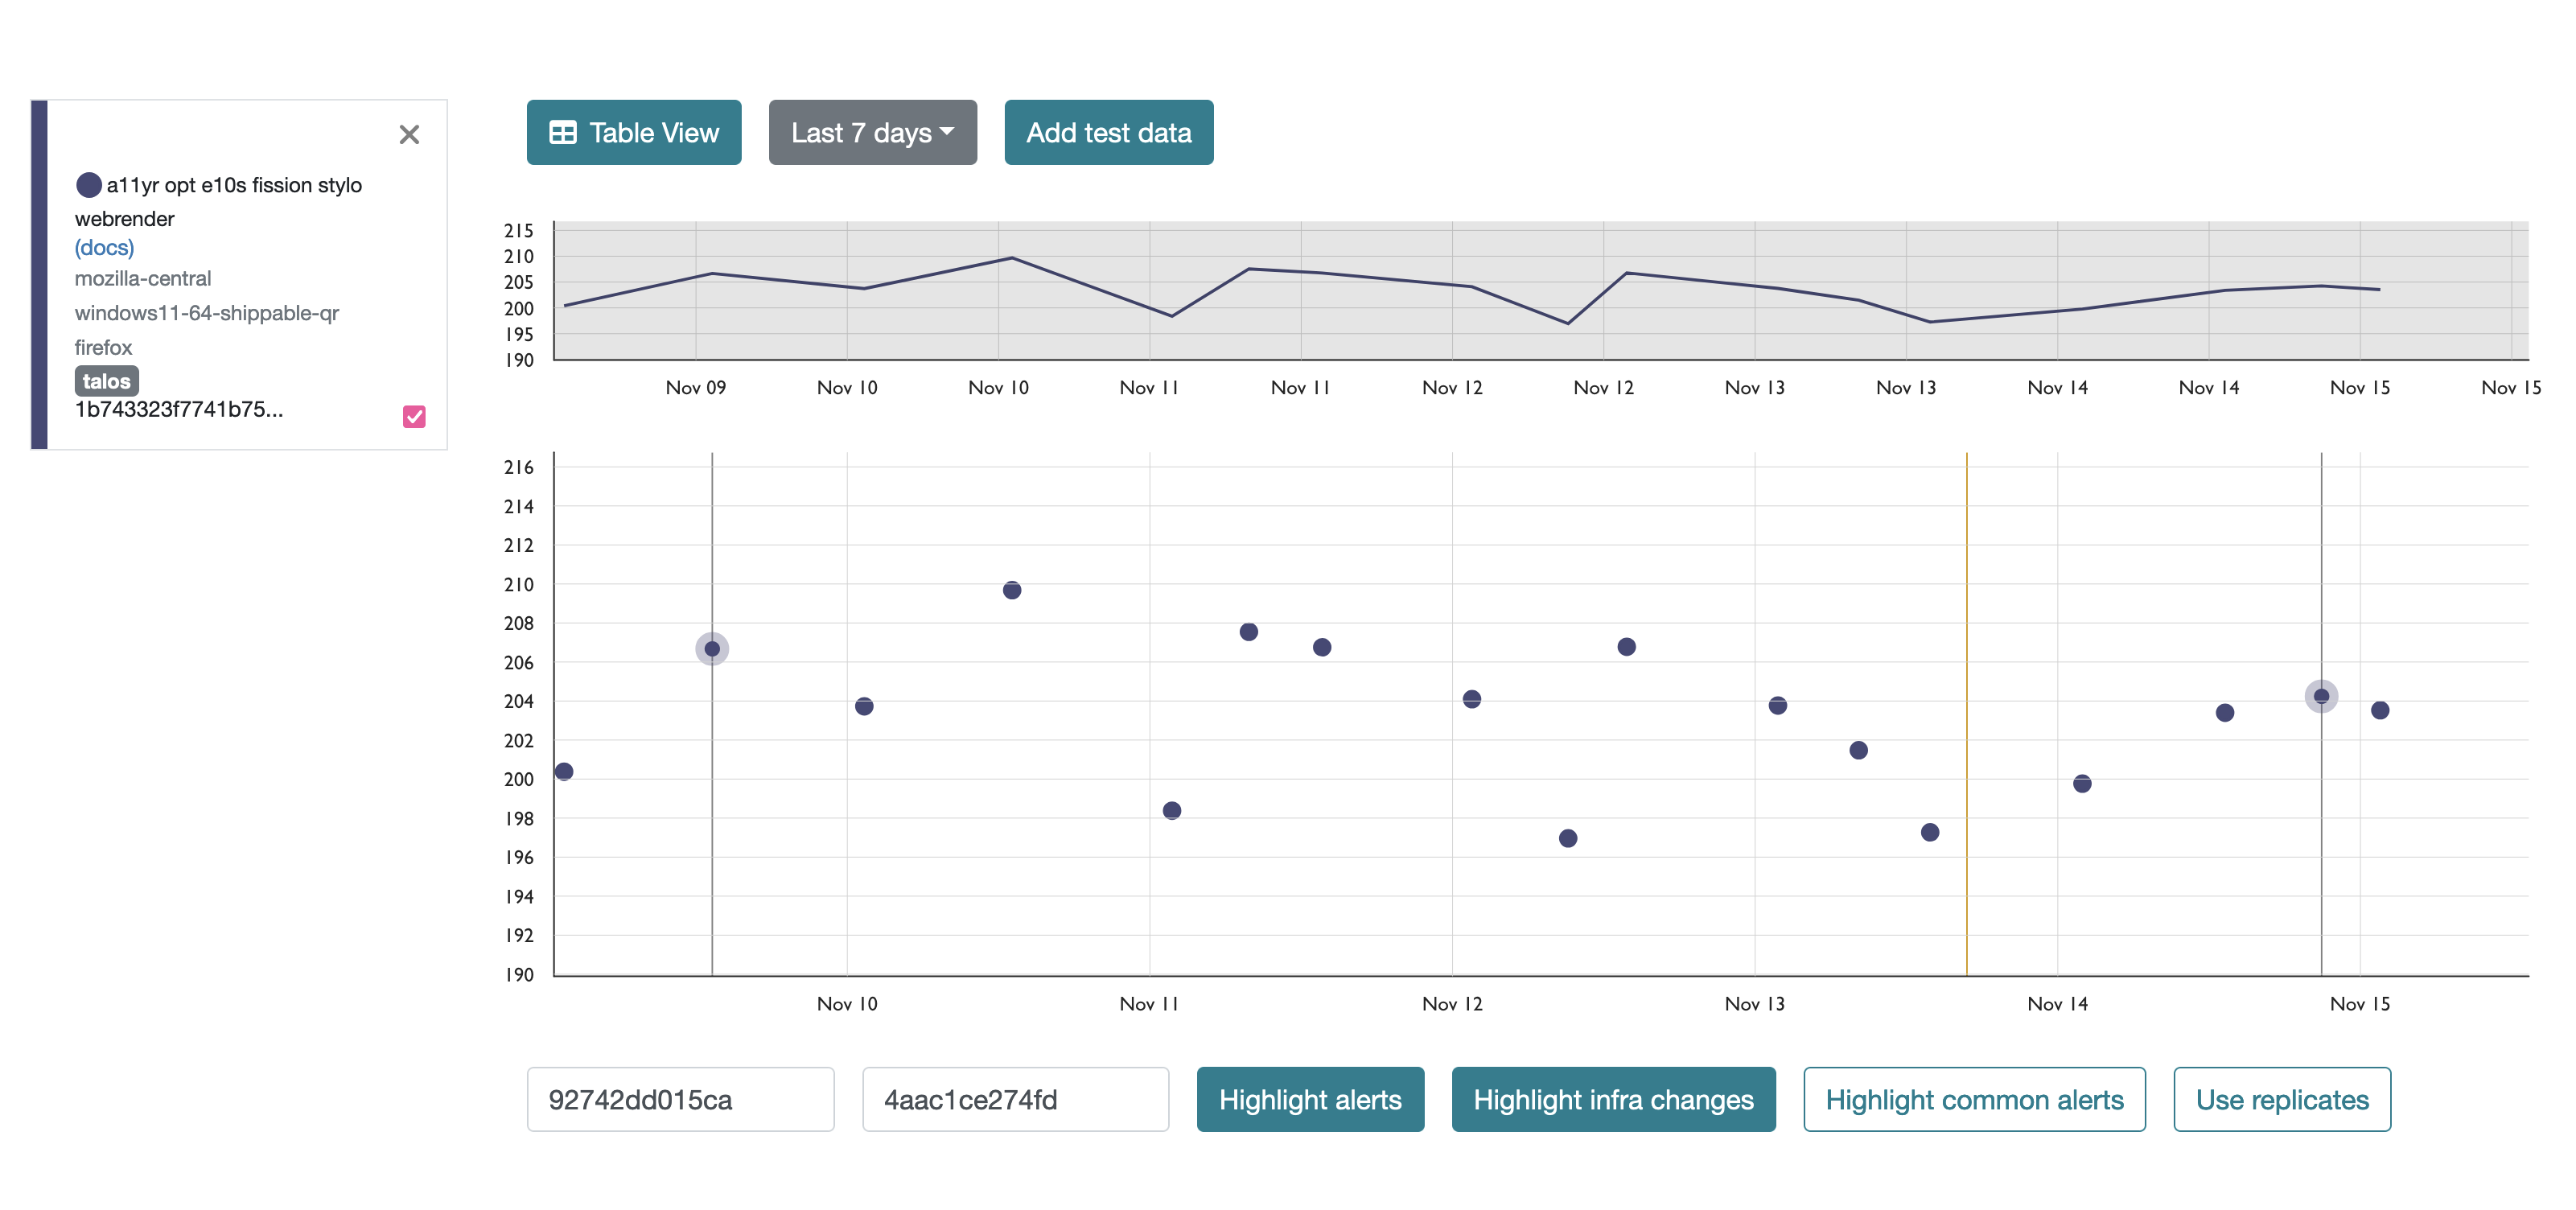 a11yr opt e10s fission stylo
webrender
(docs)
mozilla-central
windows11-64-shippable-qr
firefox
talos
1b743323f7741b75...
Table View
Last 7 days
Add test data
215
210
205
200
195
190
Nov 09
Nov 10
Nov 10
Nov 11
Nov 11
Nov 12
Nov 12
Nov 13
Nov 13
Nov 14
Nov 14
Nov 15
Nov 15
216
214
212
210
208
206
204
202
200
198
196
194
192
190
Nov 10
Nov 11
Nov 12
Nov 13
Nov 14
Nov 15
92742dd015ca
4aac1ce274fd
Highlight alerts
Highlight infra changes
Highlight common alerts
Use replicates